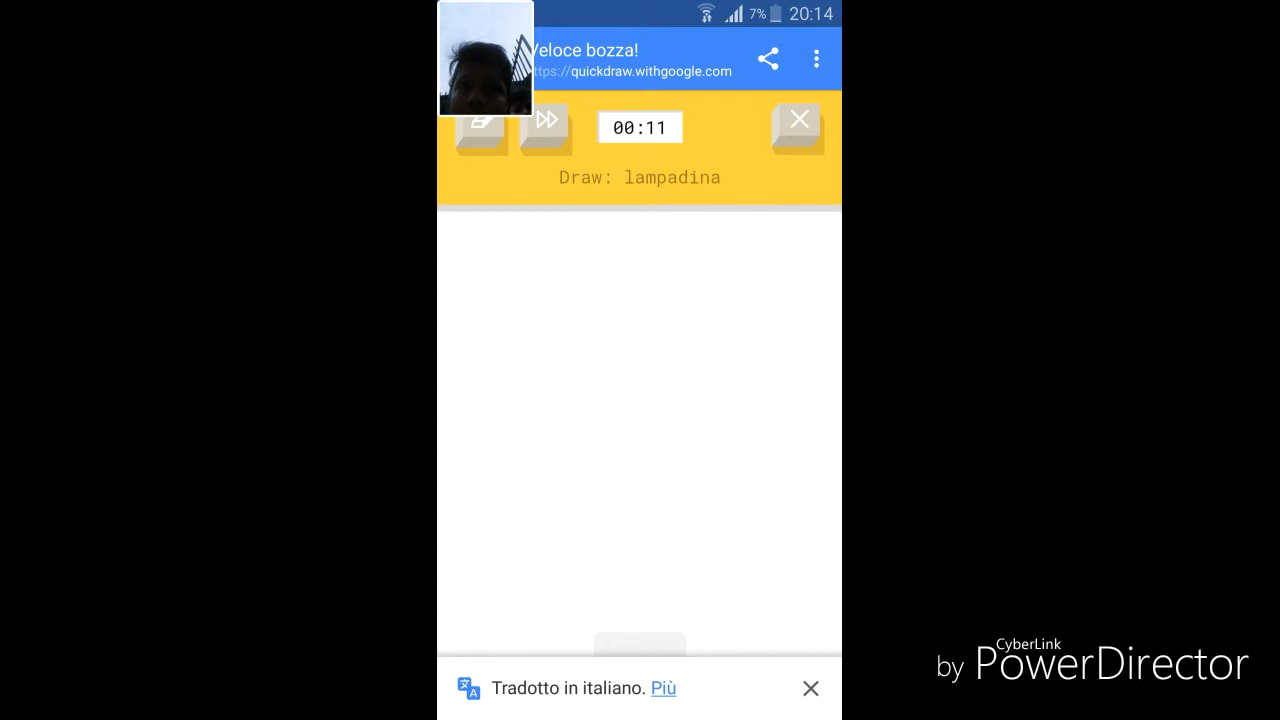 7% 20:14
Veloce bozza!
ttps://quickdraw.withgoogle.com
00:11
Draw: lampadina
Tradotto in italiano. Più
CyberLink
by PowerDirector